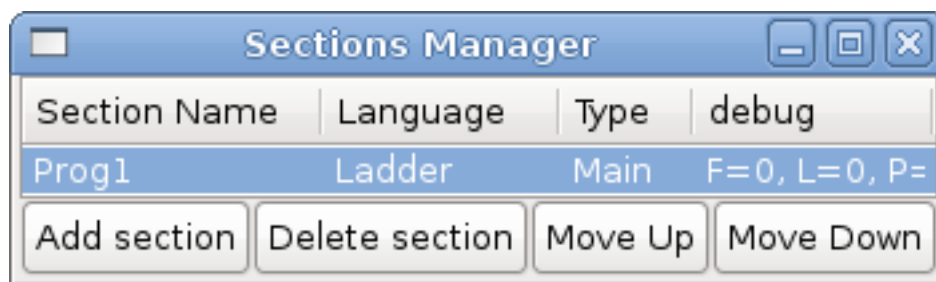 Sections Manager
Section Name Language Type debug
Prog1 Ladder Main F=0, L=0, P=
Add section Delete section Move Up Move Down